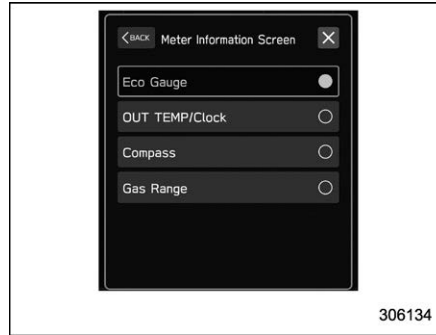 BACK Meter Information Screen
Eco Gauge
OUT TEMP/Clock
Compass
Gas Range
306134